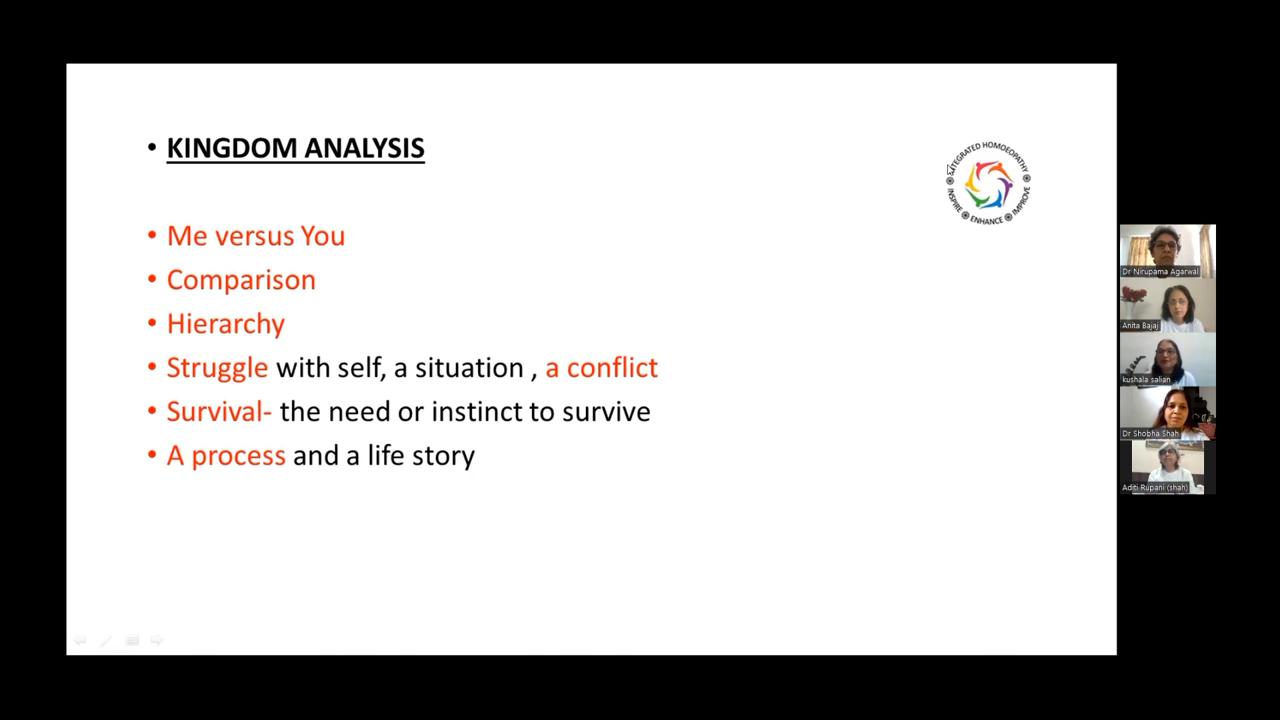 • KINGDOM ANALYSIS
• Me versus You
• Comparison
• Hierarchy
• Struggle with self, a situation , a conflict
• Survival- the need or instinct to survive
• A process and a life story
INTEGRATED HOMOEOPATHY
INSPIRE
ENHANCE
IMPROVE
Dr Nirupama Agarwal
Anita Bajaj
kushala salian
Dr Shobha Shah
Aditi Rupani (shah)